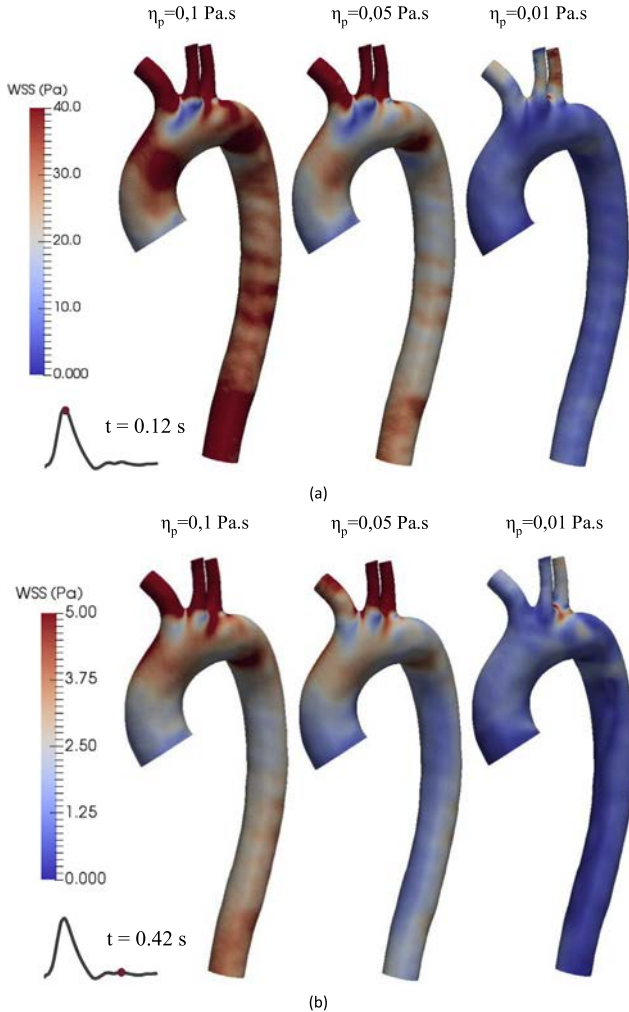 ηp=0,1 Pa.s ηp=0,05 Pa.s ηp=0,01 Pa.s
WSS (Pa)
40.0
30.0
20.0
10.0
0.000
t = 0.12 s
(a)
ηp=0,1 Pa.s ηp=0,05 Pa.s ηp=0,01 Pa.s
WSS (Pa)
5.00
3.75
2.50
1.25
0.000
t = 0.42 s
(b)